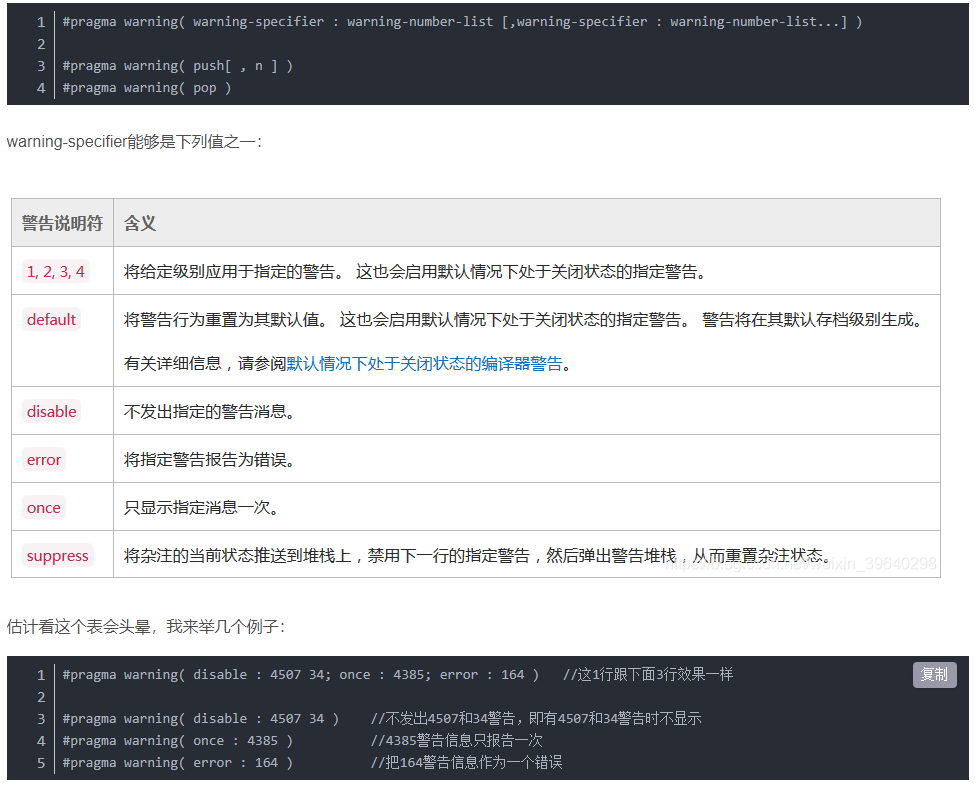 1 #pragma warning( warning-specifier : warning-number-list [,warning-specifier : warning-number-list...] )
2
3 #pragma warning( push[ , n ] )
4 #pragma warning( pop )
warning-specifier能够是下列值之一：
警告说明符 含义
1, 2, 3, 4 将给定级别应用于指定的警告。 这也会启用默认情况下处于关闭状态的指定警告。
default 将警告行为重置为其默认值。 这也会启用默认情况下处于关闭状态的指定警告。 警告将在其默认存档级别生成。
有关详细信息，请参阅默认情况下处于关闭状态的编译器警告。
disable 不发出指定的警告消息。
error 将指定警告报告为错误。
once 只显示指定消息一次。
suppress 将杂注的当前状态推送到堆栈上，禁用下一行的指定警告，然后弹出警告堆栈，从而重置杂注状态。
https://blog.csdn.net/weixin_39640298
估计看这个表会头晕，我来举几个例子：
1 #pragma warning( disable : 4507 34; once : 4385; error : 164 ) //这1行跟下面3行效果一样
复制
2
3 #pragma warning( disable : 4507 34 ) //不发出4507和34警告，即有4507和34警告时不显示
4 #pragma warning( once : 4385 ) //4385警告信息只报告一次
5 #pragma warning( error : 164 ) //把164警告信息作为一个错误